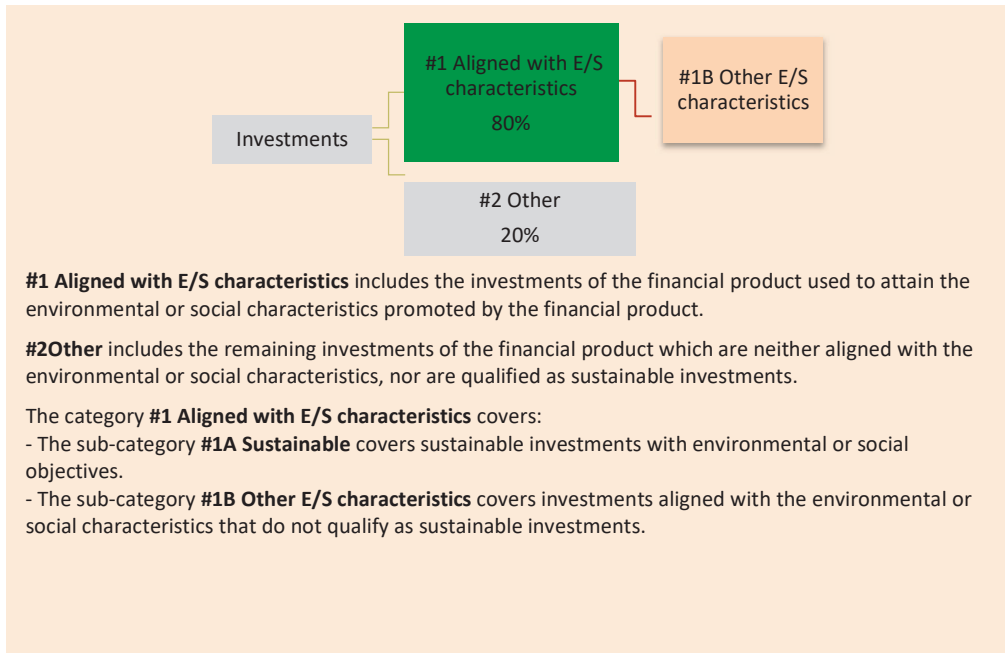 #1 Aligned with E/S
characteristics
80%
#1B Other E/S
characteristics
Investments
#2 Other
20%
#1 Aligned with E/S characteristics includes the investments of the financial product used to attain the
environmental or social characteristics promoted by the financial product.
#2Other includes the remaining investments of the financial product which are neither aligned with the
environmental or social characteristics, nor are qualified as sustainable investments.
The category #1 Aligned with E/S characteristics covers:
- The sub-category #1A Sustainable covers sustainable investments with environmental or social
objectives.
- The sub-category #1B Other E/S characteristics covers investments aligned with the environmental or
social characteristics that do not qualify as sustainable investments.